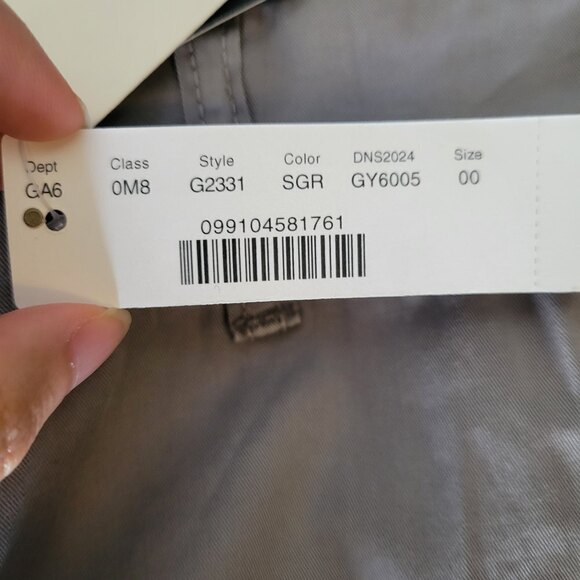 Dept Class Style Color DNS2024 Size
GA6 0M8 G2331 SGR GY6005 00
099104581761